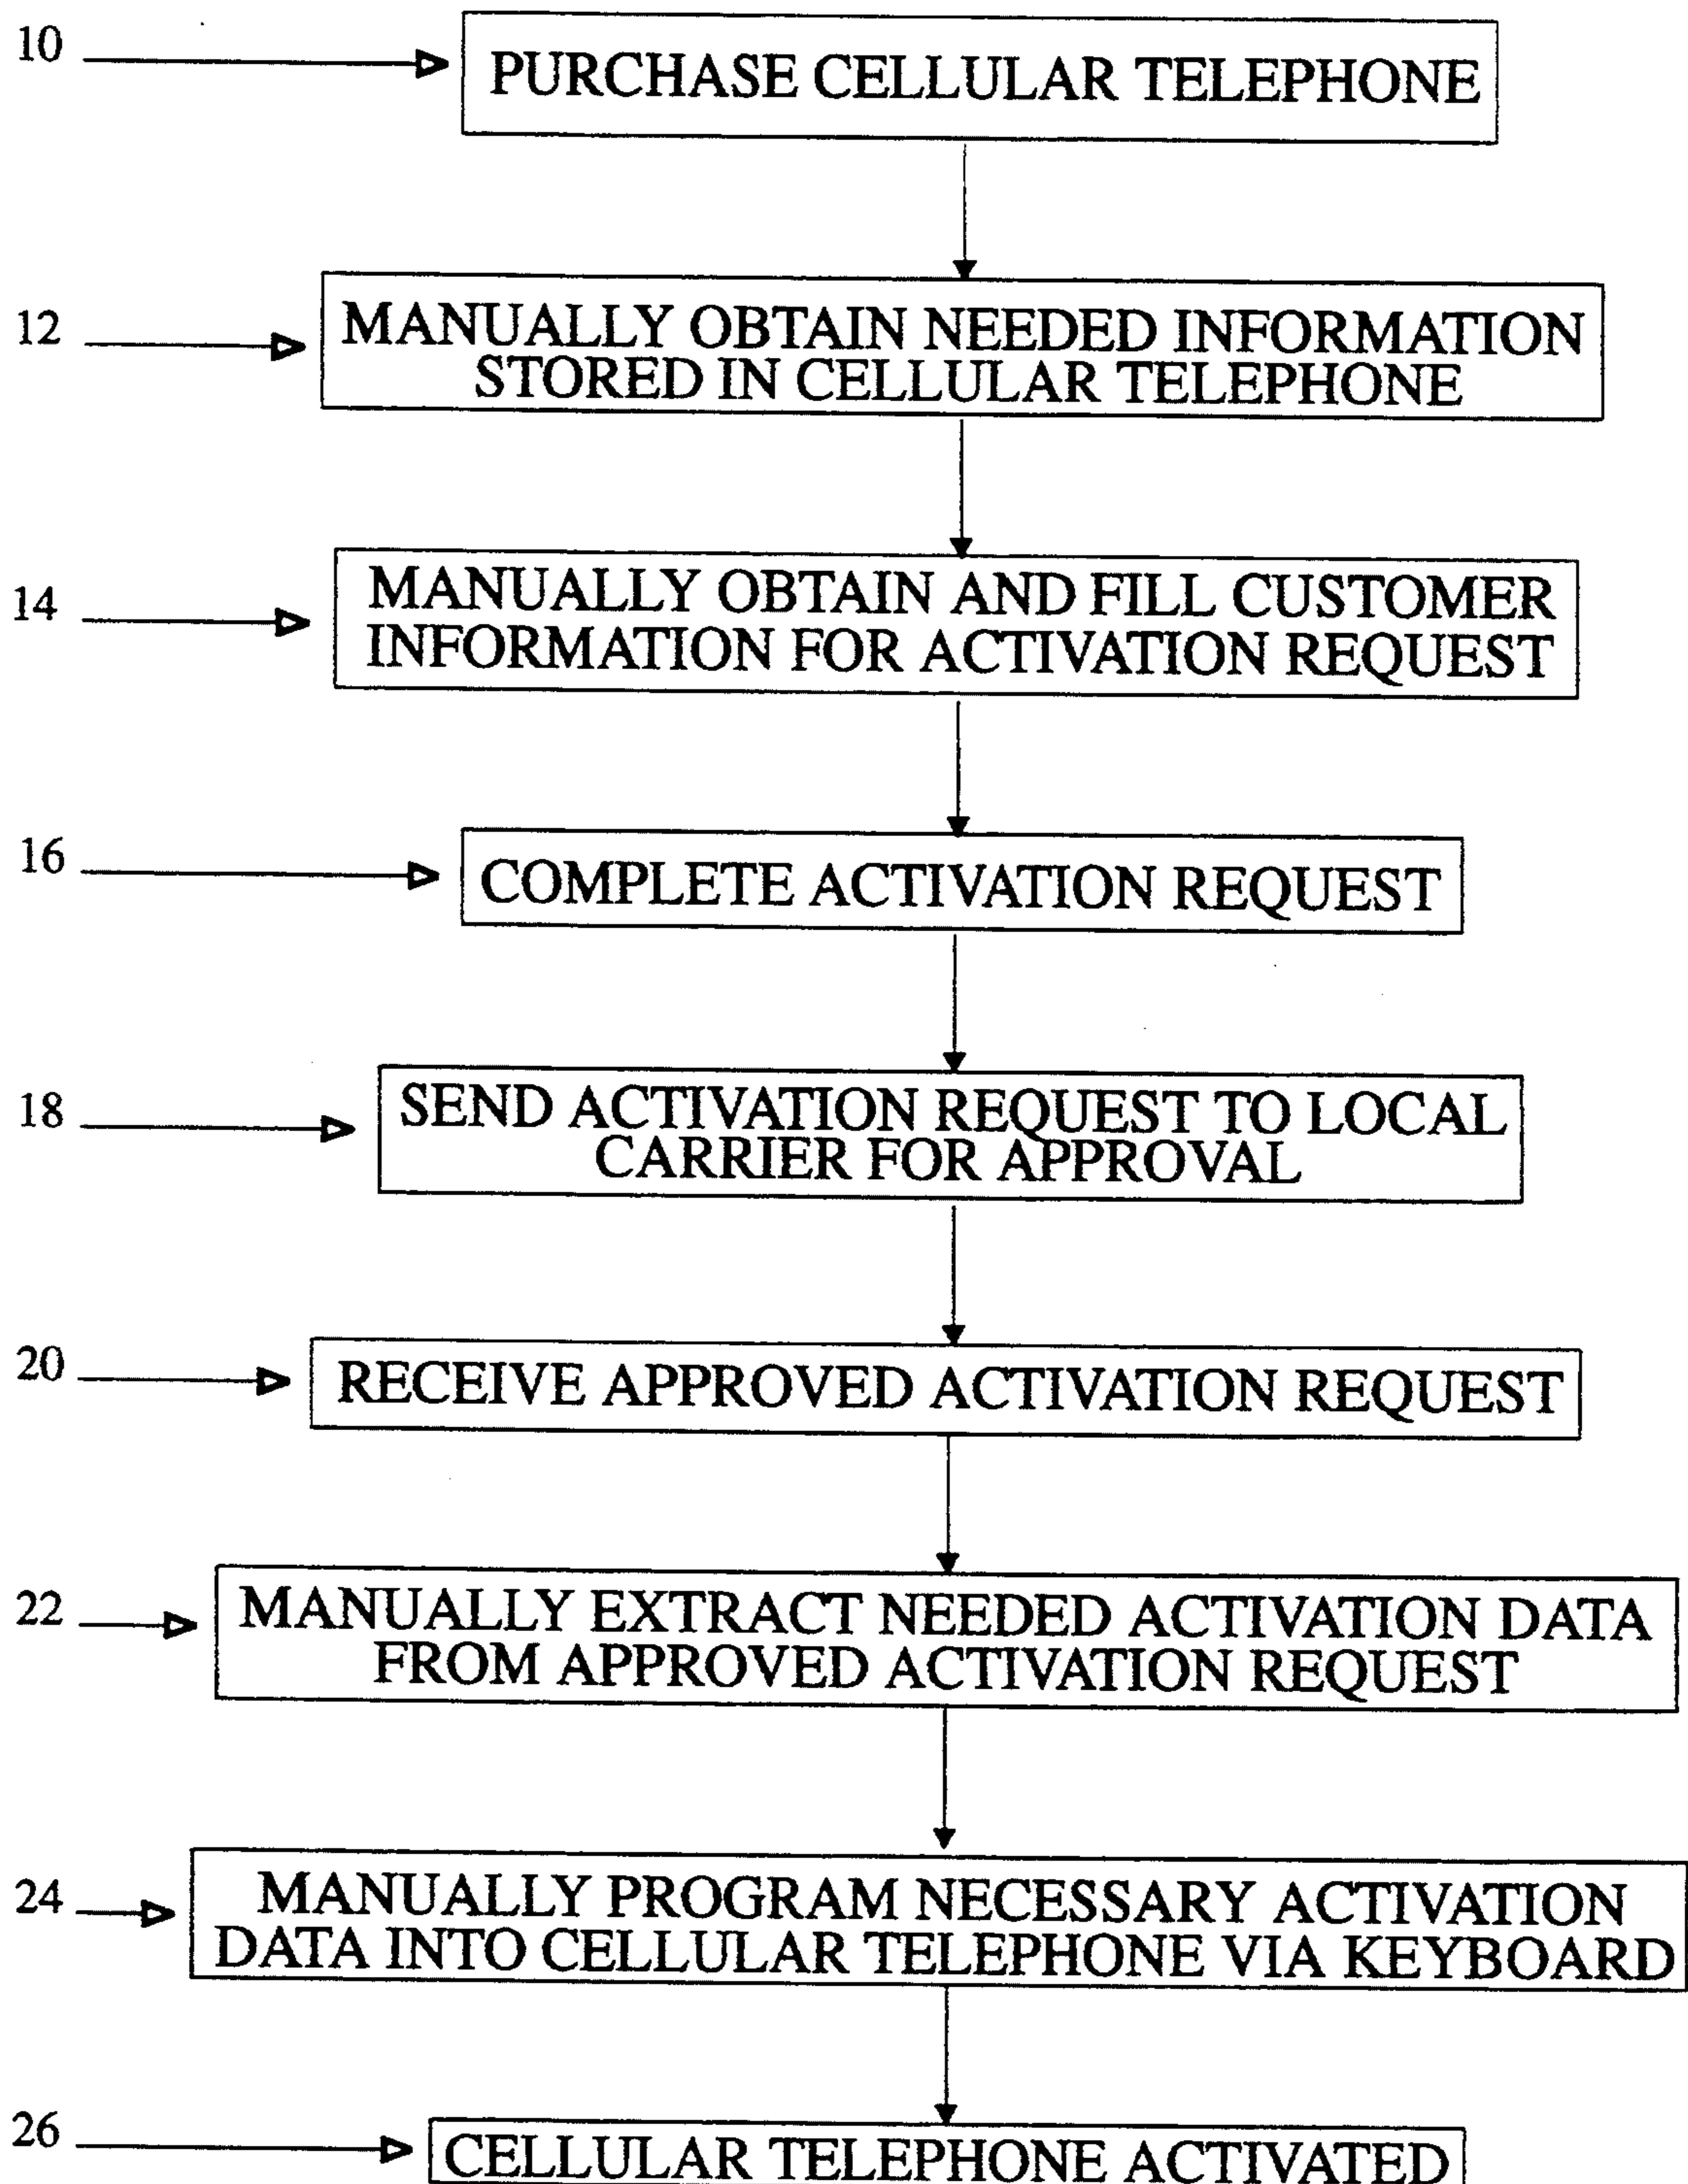 10
PURCHASE CELLULAR TELEPHONE
12
MANUALLY OBTAIN NEEDED INFORMATION
STORED IN CELLULAR TELEPHONE
14
MANUALLY OBTAIN AND FILL CUSTOMER
INFORMATION FOR ACTIVATION REQUEST
16
COMPLETE ACTIVATION REQUEST
18
SEND ACTIVATION REQUEST TO LOCAL
CARRIER FOR APPROVAL
20
RECEIVE APPROVED ACTIVATION REQUEST
22
MANUALLY EXTRACT NEEDED ACTIVATION DATA
FROM APPROVED ACTIVATION REQUEST
24
MANUALLY PROGRAM NECESSARY ACTIVATION
DATA INTO CELLULAR TELEPHONE VIA KEYBOARD
26
CELLULAR TELEPHONE ACTIVATED